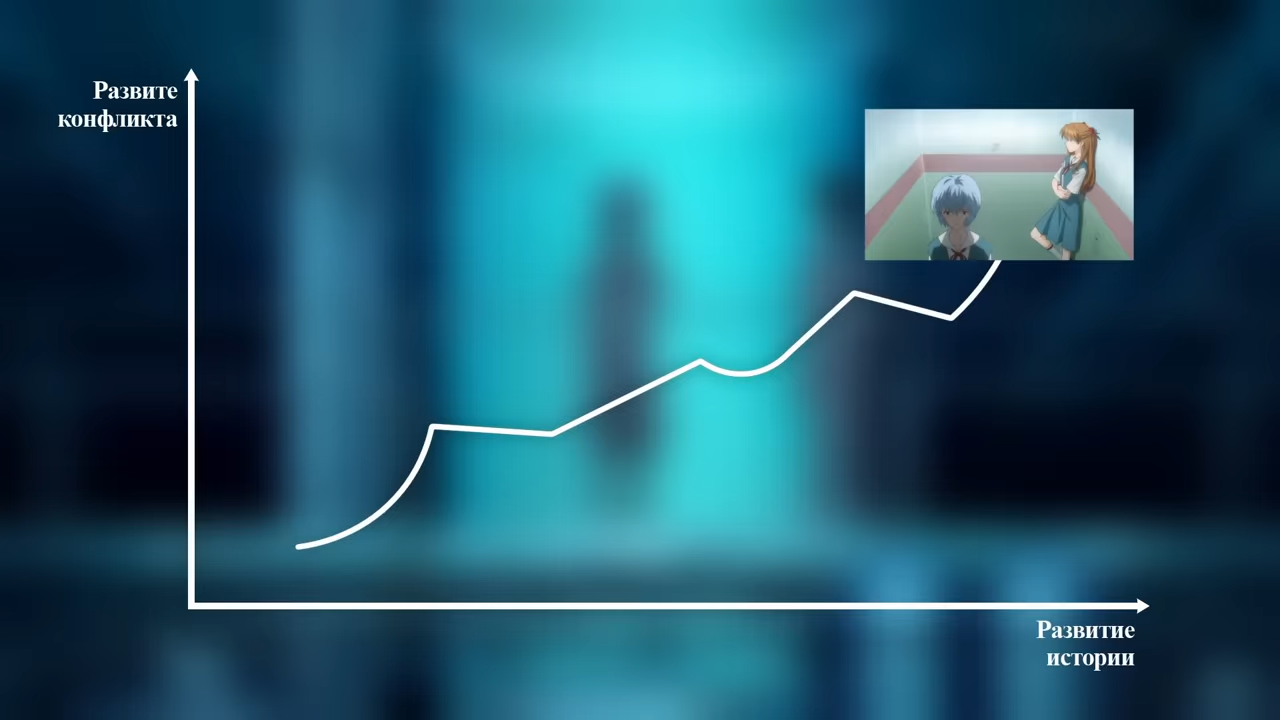 Развите
конфликта
Развитие
истории